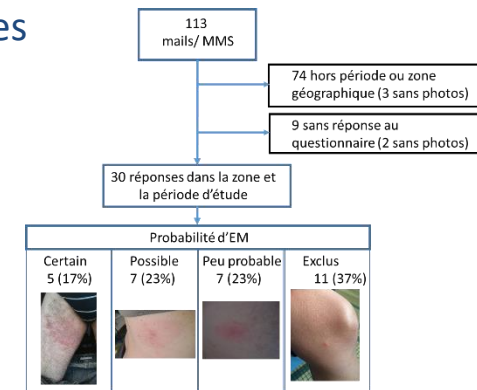 es
113
mails/ MMS
74 hors période ou zone
géographique (3 sans photos)
9 sans réponse au
questionnaire (2 sans photos)
30 réponses dans la zone et
la période d'étude
Probabilité d'EM
Certain
5 (17%)
Possible
7 (23%)
Peu probable
7 (23%)
Exclus
11 (37%)